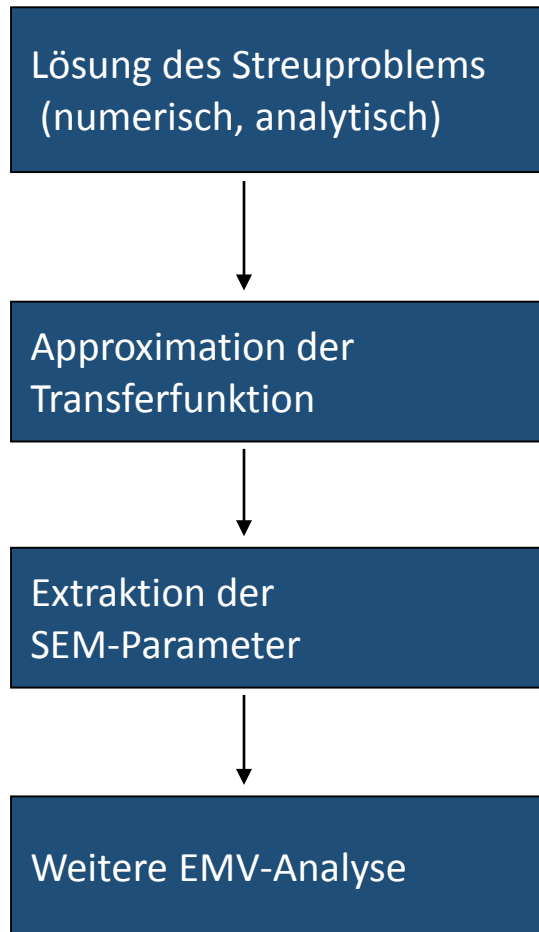 Lösung des Streuproblems
(numerisch, analytisch)
Approximation der
Transferfunktion
Extraktion der
SEM-Parameter
Weitere EMV-Analyse